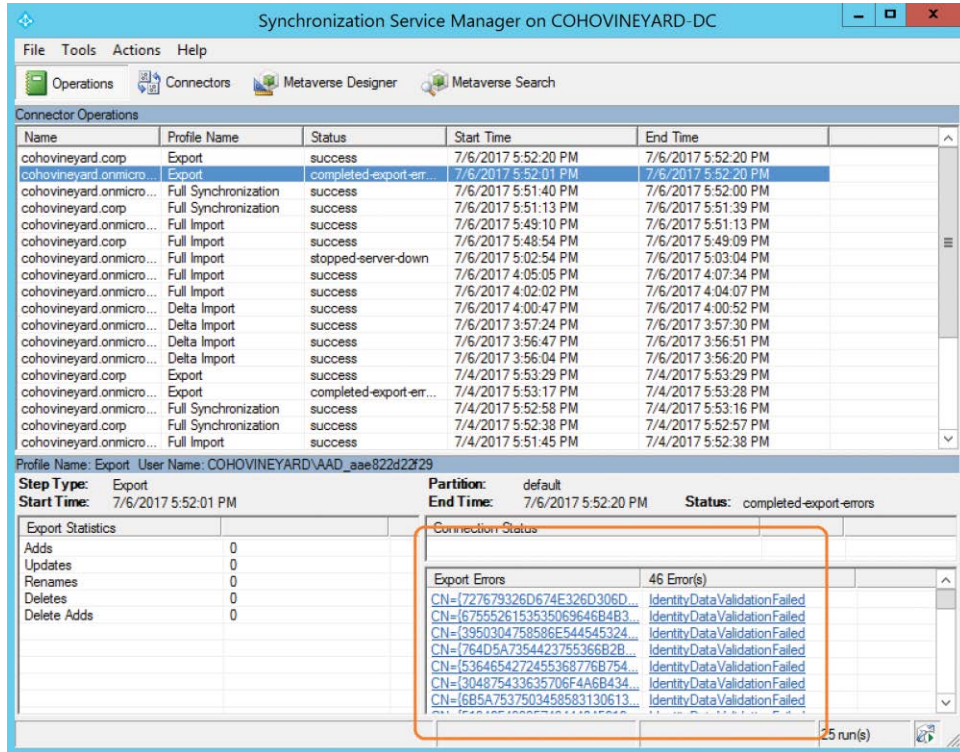 Synchronization Service Manager on COHOVINEYARD-DC
File Tools Actions Help
Operations Connectors Metaverse Designer Metaverse Search
Connector Operations
Name Profile Name Status Start Time End Time
cohovineyard.corp Export success 7/6/2017 5:52:20 PM 7/6/2017 5:52:20 PM
cohovineyard.onmicro... Export completed-export-err... 7/6/2017 5:52:01 PM 7/6/2017 5:52:20 PM
cohovineyard.onmicro... Full Synchronization success 7/6/2017 5:51:40 PM 7/6/2017 5:52:00 PM
cohovineyard.corp Full Synchronization success 7/6/2017 5:51:13 PM 7/6/2017 5:51:39 PM
cohovineyard.onmicro... Full Import success 7/6/2017 5:49:10 PM 7/6/2017 5:51:13 PM
cohovineyard.corp Full Import success 7/6/2017 5:48:54 PM 7/6/2017 5:49:09 PM
cohovineyard.onmicro... Full Import stopped-server-down 7/6/2017 5:02:54 PM 7/6/2017 5:03:04 PM
cohovineyard.onmicro... Full Import success 7/6/2017 4:05:05 PM 7/6/2017 4:07:34 PM
cohovineyard.onmicro... Full Import success 7/6/2017 4:02:02 PM 7/6/2017 4:04:07 PM
cohovineyard.onmicro... Delta Import success 7/6/2017 4:00:47 PM 7/6/2017 4:00:52 PM
cohovineyard.onmicro... Delta Import success 7/6/2017 3:57:24 PM 7/6/2017 3:57:30 PM
cohovineyard.onmicro... Delta Import success 7/6/2017 3:56:47 PM 7/6/2017 3:56:51 PM
cohovineyard.onmicro... Delta Import success 7/6/2017 3:56:04 PM 7/6/2017 3:56:20 PM
cohovineyard.corp Export success 7/4/2017 5:53:29 PM 7/4/2017 5:53:29 PM
cohovineyard.onmicro... Export completed-export-err... 7/4/2017 5:53:17 PM 7/4/2017 5:53:28 PM
cohovineyard.onmicro... Full Synchronization success 7/4/2017 5:52:58 PM 7/4/2017 5:53:16 PM
cohovineyard.corp Full Synchronization success 7/4/2017 5:52:38 PM 7/4/2017 5:52:57 PM
cohovineyard.onmicro... Full Import success 7/4/2017 5:51:45 PM 7/4/2017 5:52:38 PM
Profile Name: Export User Name: COHOVINEYARD\AAD_aae822d22f29
Step Type: Export Partition: default
Start Time: 7/6/2017 5:52:01 PM End Time: 7/6/2017 5:52:20 PM Status: completed-export-errors
Export Statistics Connection Status
Adds 0
Updates 0
Renames 0
Deletes 0
Delete Adds 0
Export Errors 46 Error(s)
CN={727679326D674E326D306D... IdentityDataValidationFailed
CN={6755526153535069646B4B3... IdentityDataValidationFailed
CN={3950304758586E544545324... IdentityDataValidationFailed
CN={764D5A7354423755366B2B... IdentityDataValidationFailed
CN={5364654272455368776B754... IdentityDataValidationFailed
CN={304875433635706F4A6B434... IdentityDataValidationFailed
CN={6B5A7537503458583130613... IdentityDataValidationFailed
25 run(s)